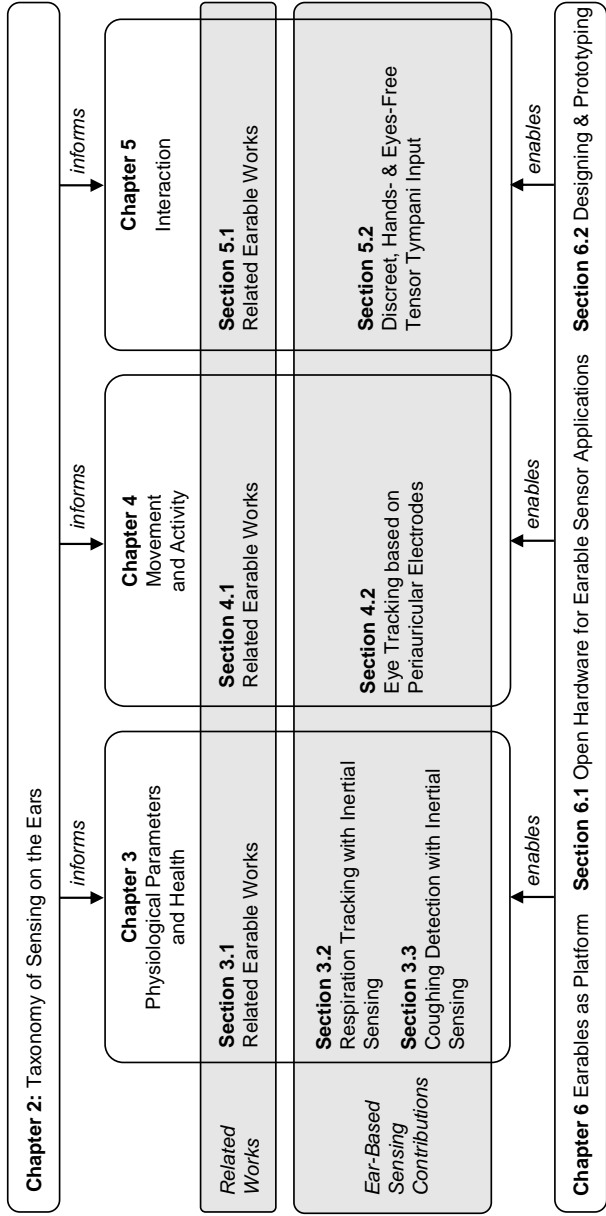 Chapter 2: Taxonomy of Sensing on the Ears
informs
informs
informs
Chapter 3
Physiological Parameters
and Health
Chapter 4
Movement
and Activity
Chapter 5
Interaction
Related
Works
Section 3.1
Related Earable Works
Section 4.1
Related Earable Works
Section 5.1
Related Earable Works
Ear-Based
Sensing
Contributions
Section 3.2
Respiration Tracking with Inertial
Sensing
Section 3.3
Coughing Detection with Inertial
Sensing
Section 4.2
Eye Tracking based on
Periauricular Electrodes
Section 5.2
Discreet, Hands- & Eyes-Free
Tensor Tympani Input
enables
enables
enables
Chapter 6 Earables as Platform Section 6.1 Open Hardware for Earable Sensor Applications Section 6.2 Designing & Prototyping